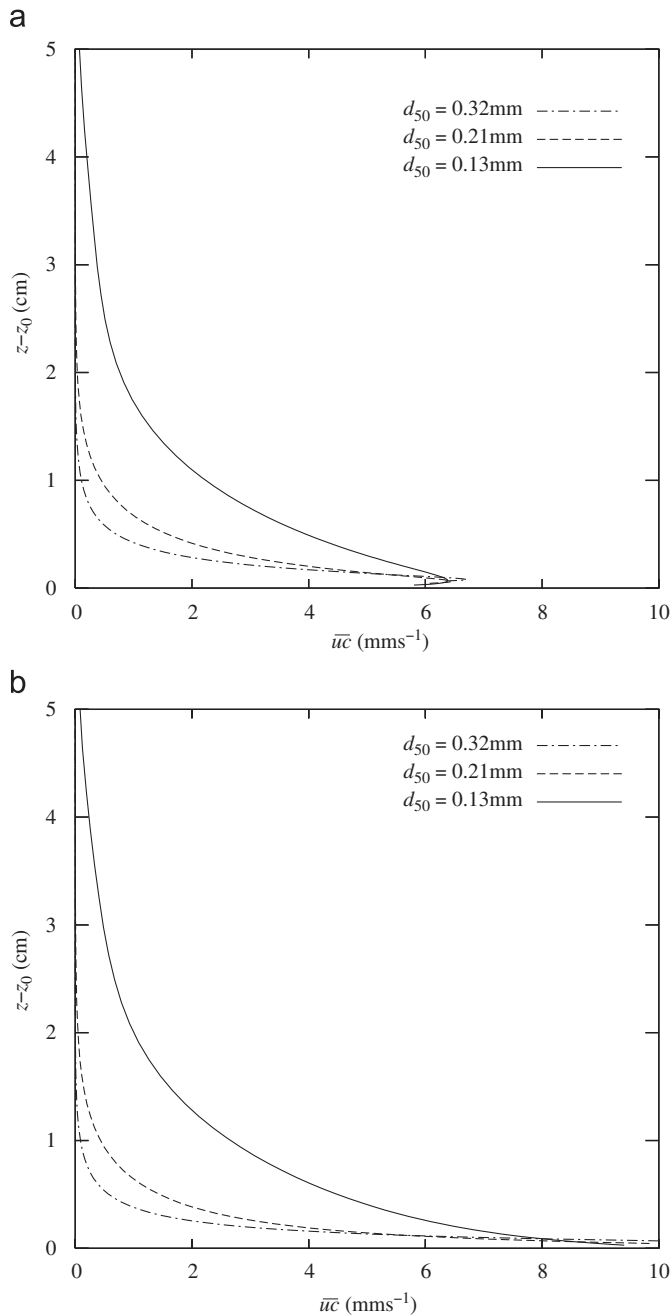 a
5
d₅₀ = 0.32mm
d₅₀ = 0.21mm
4
d₅₀ = 0.13mm
3
z–z₀ (cm)
2
1
0
0 2 4 6 8 10
u̅c̅ (mms⁻¹)
b
5
d₅₀ = 0.32mm
d₅₀ = 0.21mm
d₅₀ = 0.13mm
4
3
z–z₀ (cm)
2
1
0
0 2 4 6 8 10
u̅c̅ (mms⁻¹)